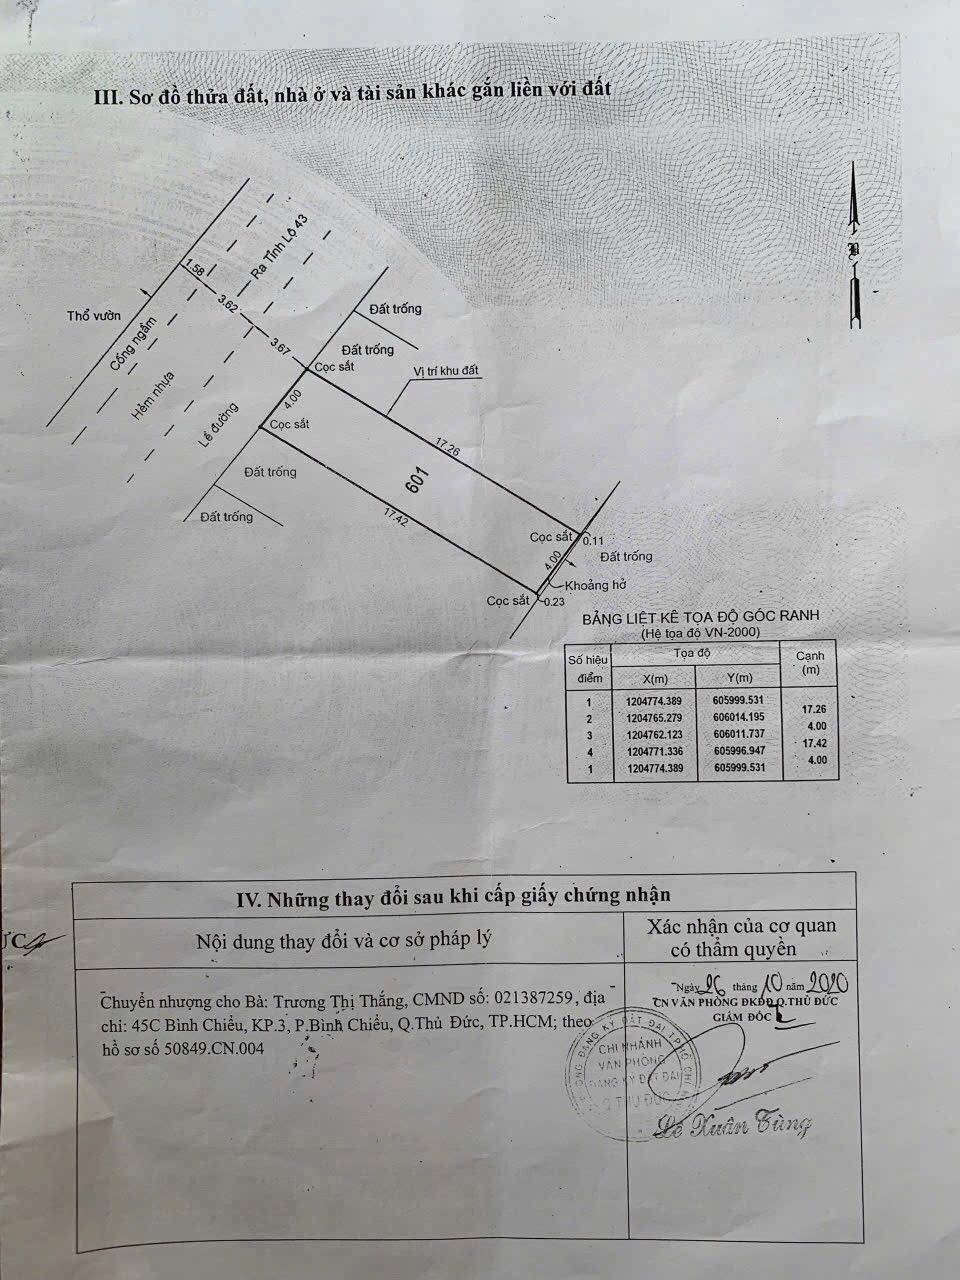 III. Sơ đồ thửa đất, nhà ở và tài sản khác gắn liền với đất
Ra Tỉnh Lộ 43
1.58
3.62
3.67
Thổ vườn
Cống ngầm
Hẻm nhựa
Lề đường
Đất trống
Đất trống
Cọc sắt
Vị trí khu đất
4.00
Cọc sắt
17.26
601
Đất trống
17.42
Đất trống
Cọc sắt
0.11
4.00
Đất trống
Khoảng hở
Cọc sắt
0.23
BẢNG LIỆT KÊ TỌA ĐỘ GÓC RANH
(Hệ tọa độ VN-2000)
Số hiệu điểm Tọa độ Cạnh (m)
X(m) Y(m)
1 1204774.389 605999.531
17.26
2 1204765.279 606014.195
4.00
3 1204762.123 606011.737
17.42
4 1204771.336 605996.947
4.00
1 1204774.389 605999.531
IV. Những thay đổi sau khi cấp giấy chứng nhận
Nội dung thay đổi và cơ sở pháp lý
Xác nhận của cơ quan
có thẩm quyền
Chuyển nhượng cho Bà: Trương Thị Thắng, CMND số: 021387259, địa
chỉ: 45C Bình Chiểu, KP.3, P.Bình Chiểu, Q.Thủ Đức, TP.HCM; theo
hồ sơ số 50849.CN.004
Ngày 26 tháng 10 năm 2020
CN VĂN PHÒNG ĐKĐĐ Q.THỦ ĐỨC
GIÁM ĐỐC
CHI NHÁNH
VĂN PHÒNG
ĐĂNG KÝ ĐẤT ĐAI
Q THỦ ĐỨC
Lê Xuân Tùng